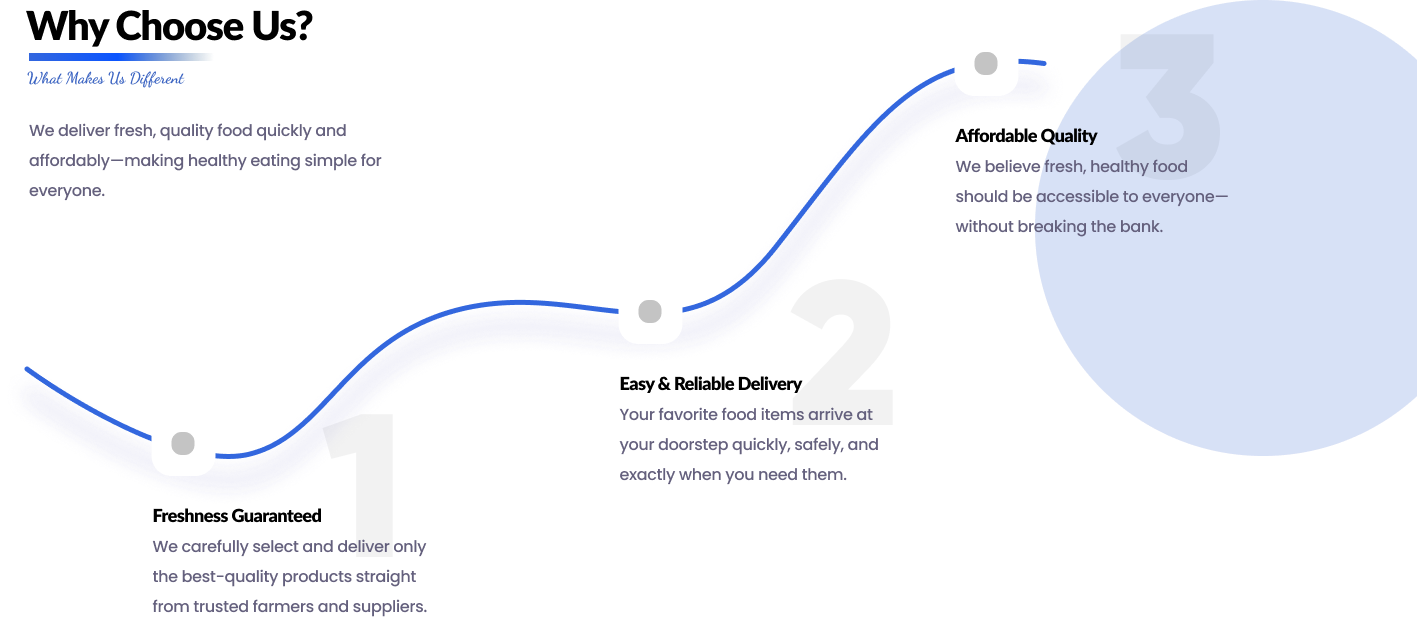 Why Choose Us?
What Makes Us Different
We deliver fresh, quality food quickly and
affordably—making healthy eating simple for
everyone.
1
Freshness Guaranteed
We carefully select and deliver only
the best-quality products straight
from trusted farmers and suppliers.
2
Easy & Reliable Delivery
Your favorite food items arrive at
your doorstep quickly, safely, and
exactly when you need them.
3
Affordable Quality
We believe fresh, healthy food
should be accessible to everyone—
without breaking the bank.